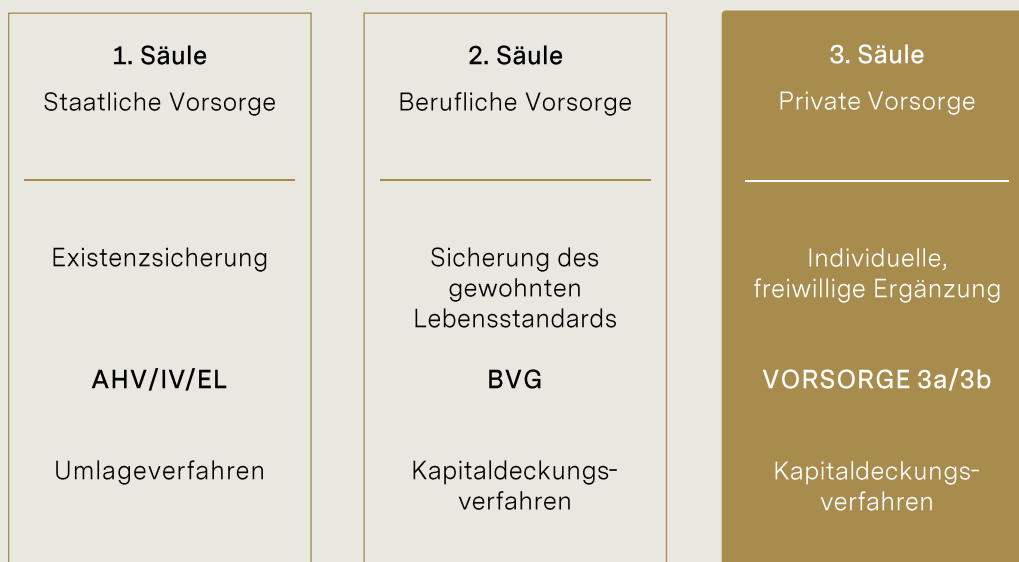 1. Säule
Staatliche Vorsorge
Existenzsicherung
AHV/IV/EL
Umlageverfahren
2. Säule
Berufliche Vorsorge
Sicherung des
gewohnten
Lebensstandards
BVG
Kapitaldeckungs-
verfahren
3. Säule
Private Vorsorge
Individuelle,
freiwillige Ergänzung
VORSORGE 3a/3b
Kapitaldeckungs-
verfahren